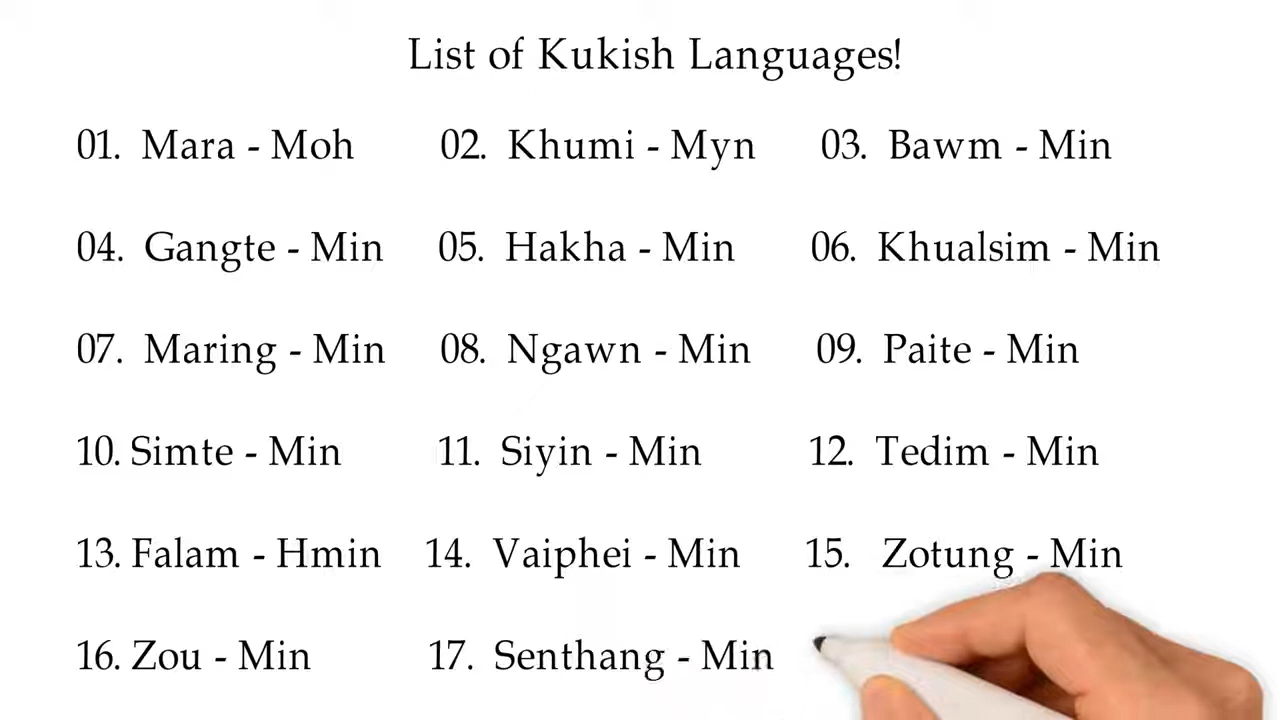 List of Kukish Languages!
01. Mara - Moh 02. Khumi - Myn 03. Bawm - Min
04. Gangte - Min 05. Hakha - Min 06. Khualsim - Min
07. Maring - Min 08. Ngawn - Min 09. Paite - Min
10. Simte - Min 11. Siyin - Min 12. Tedim - Min
13. Falam - Hmin 14. Vaiphei - Min 15. Zotung - Min
16. Zou - Min 17. Senthang - Min